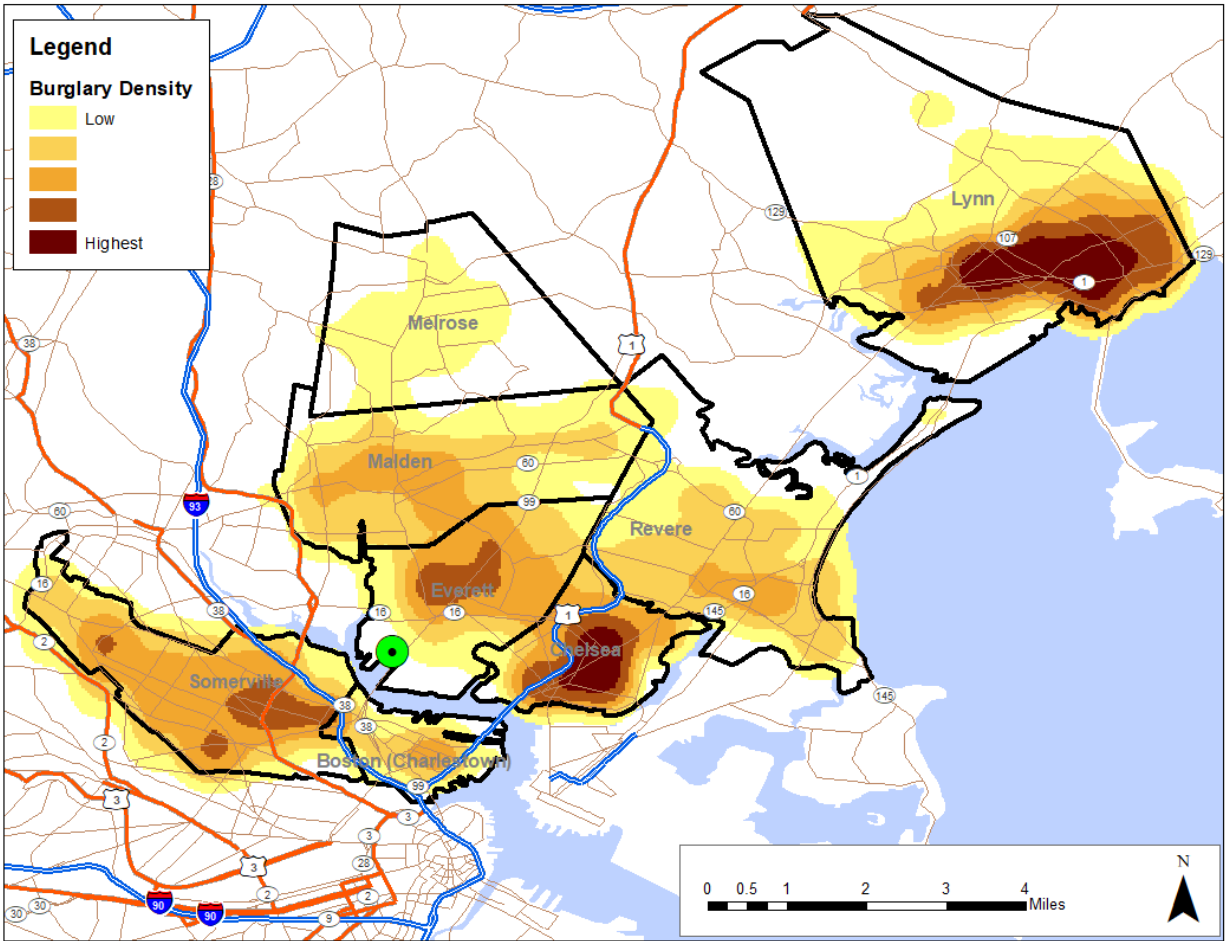 Legend
Burglary Density
Low
Highest
28
129
Lynn
107
129
1
38
Melrose
1
Malden
60
99
1
93
60
60
Revere
16
Everett
16
16
16
145
38
1
2
Chelsea
Somerville
145
38
38
2
Boston (Charlestown)
99
3
3
3
28
3
2
2
90
90
30
30
9
N
0 0.5 1 2 3 4
Miles